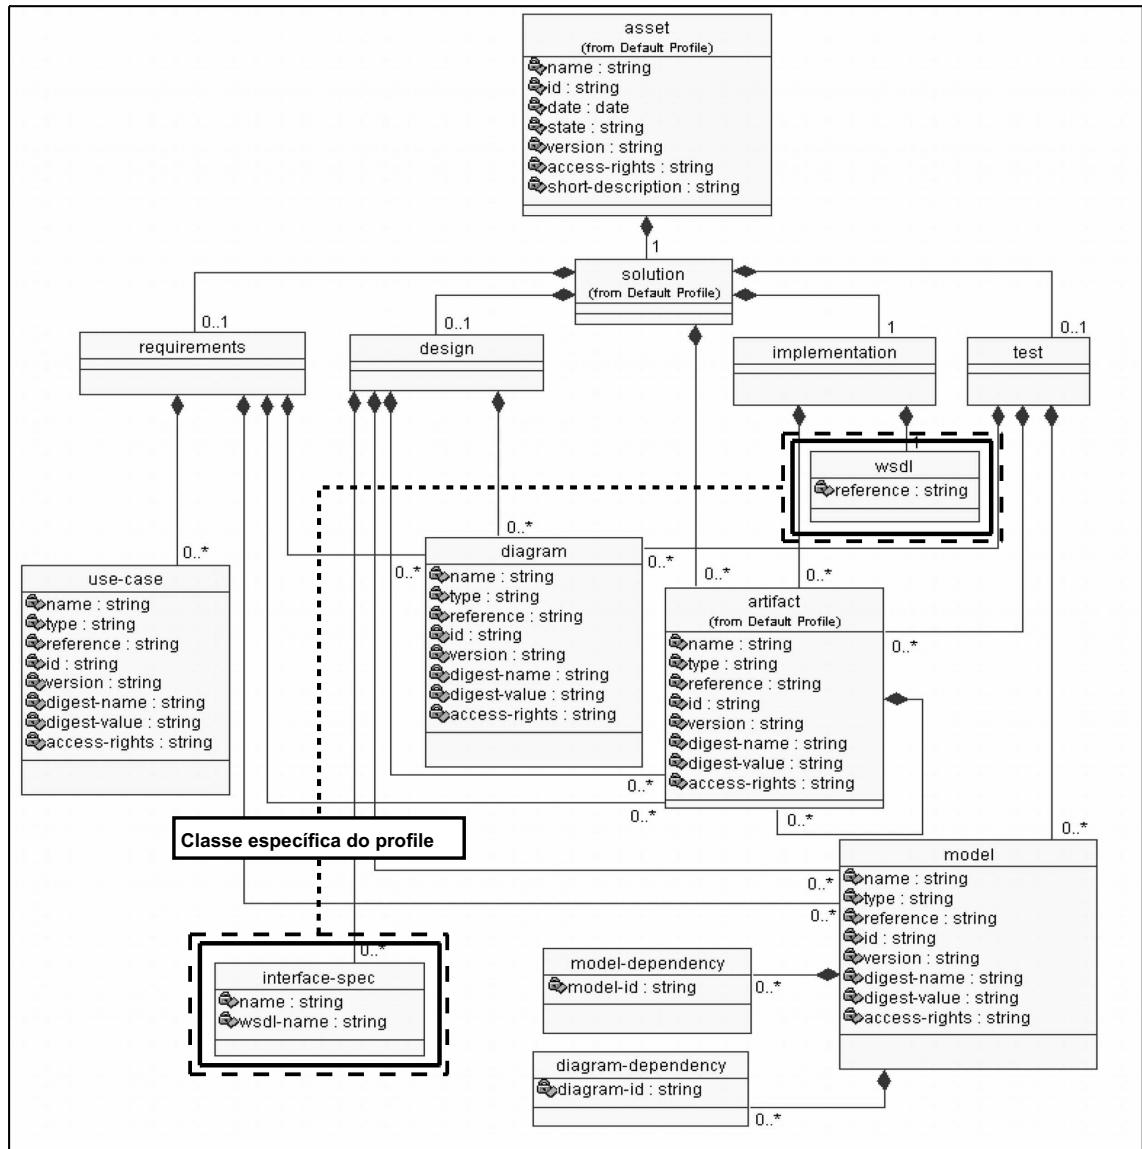 asset
(from Default Profile)
name : string
id : string
date : date
state : string
version : string
access-rights : string
short-description : string
1
solution
(from Default Profile)
0..1
0..1
1
0..1
requirements
design
implementation
test
1
wsdl
reference : string
0..*
0..*
0..*
0..*
0..*
0..*
use-case
name : string
type : string
reference : string
id : string
version : string
digest-name : string
digest-value : string
access-rights : string
diagram
name : string
type : string
reference : string
id : string
version : string
digest-name : string
digest-value : string
access-rights : string
artifact
(from Default Profile)
name : string
type : string
reference : string
id : string
version : string
digest-name : string
digest-value : string
access-rights : string
0..*
0..*
0..*
0..*
0..*
Classe específica do profile
model
name : string
type : string
reference : string
id : string
version : string
digest-name : string
digest-value : string
access-rights : string
0..*
0..*
0..*
interface-spec
name : string
wsdl-name : string
model-dependency
model-id : string
0..*
diagram-dependency
diagram-id : string
0..*